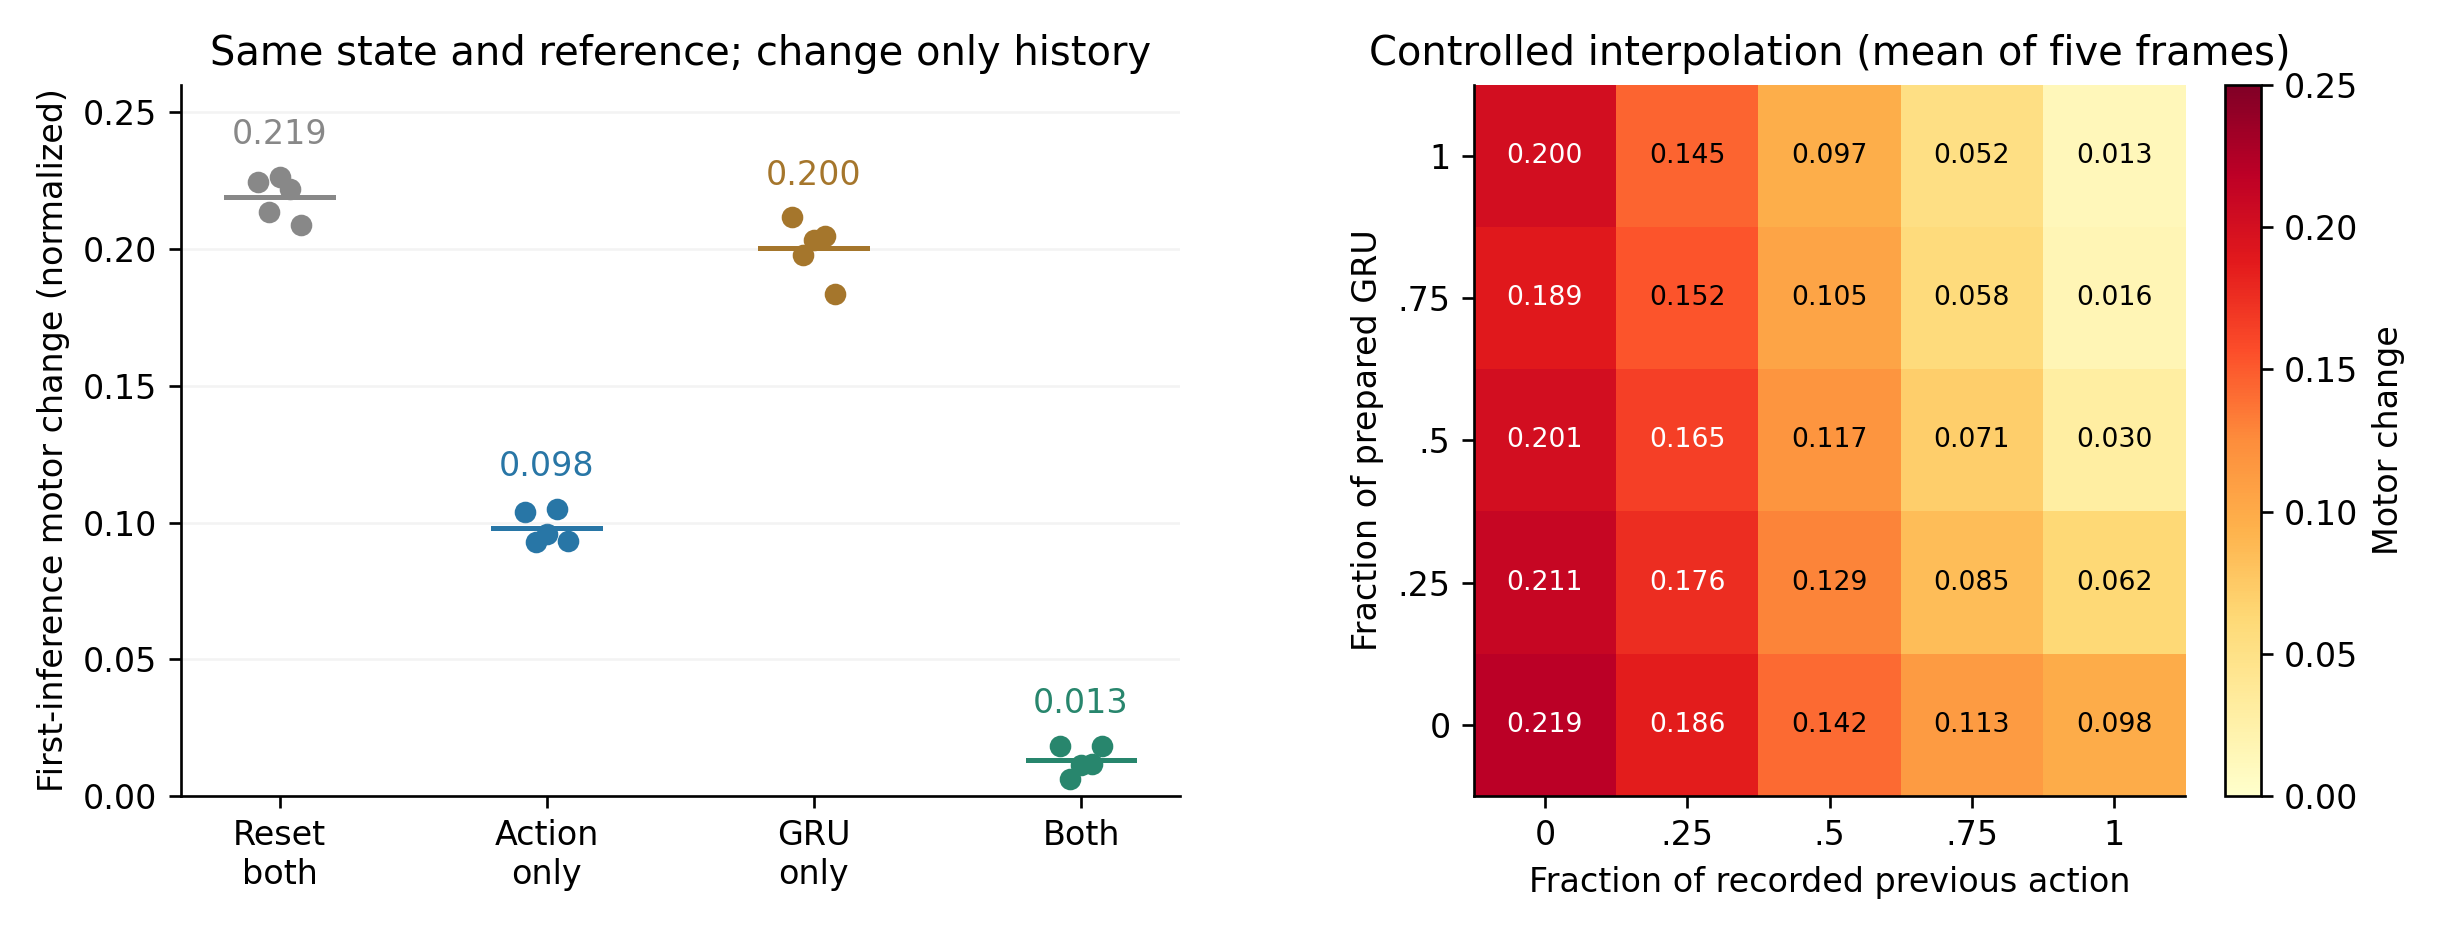 Same state and reference; change only history
First-inference motor change (normalized)
0.25
0.20
0.15
0.10
0.05
0.00
0.219
0.098
0.200
0.013
Reset
both
Action
only
GRU
only
Both
Controlled interpolation (mean of five frames)
Fraction of prepared GRU
1
.75
.5
.25
0
0.200 0.145 0.097 0.052 0.013
0.189 0.152 0.105 0.058 0.016
0.201 0.165 0.117 0.071 0.030
0.211 0.176 0.129 0.085 0.062
0.219 0.186 0.142 0.113 0.098
0 .25 .5 .75 1
Fraction of recorded previous action
0.25
0.20
0.15
0.10
0.05
0.00
Motor change